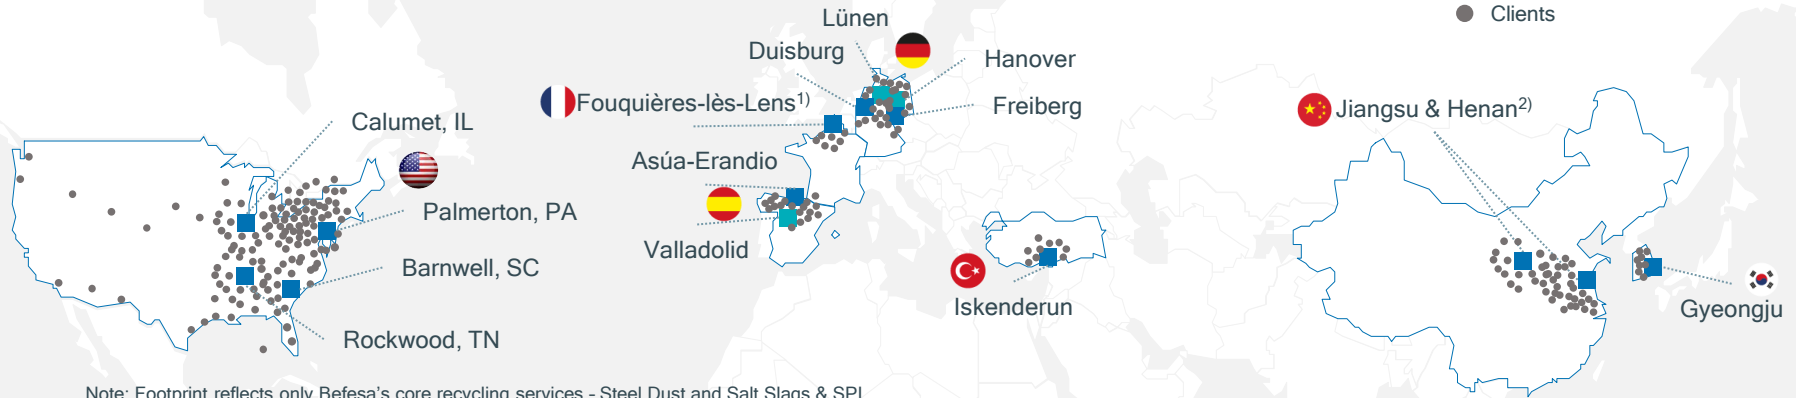 Clients
Lünen
Duisburg
Hanover
Fouquières-lès-Lens1)
Freiberg
Jiangsu & Henan2)
Calumet, IL
Asúa-Erandio
Palmerton, PA
Valladolid
Barnwell, SC
Iskenderun
Gyeongju
Rockwood, TN
Note: Footprint reflects only Befesa's core recycling services - Steel Dust and Salt Slags & SPL